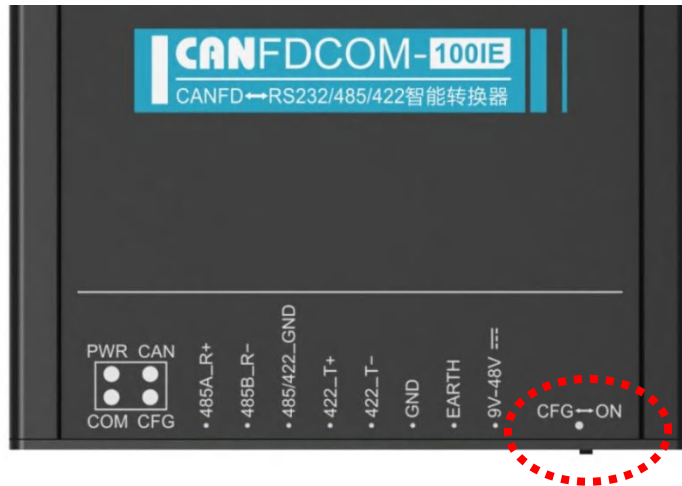 CANFDCOM-100IE
CANFD↔RS232/485/422智能转换器
PWR CAN
COM CFG
485A_R+
485B_R-
485/422_GND
422_T+
422_T-
GND
EARTH
9V-48V ⎓
CFG↔ON